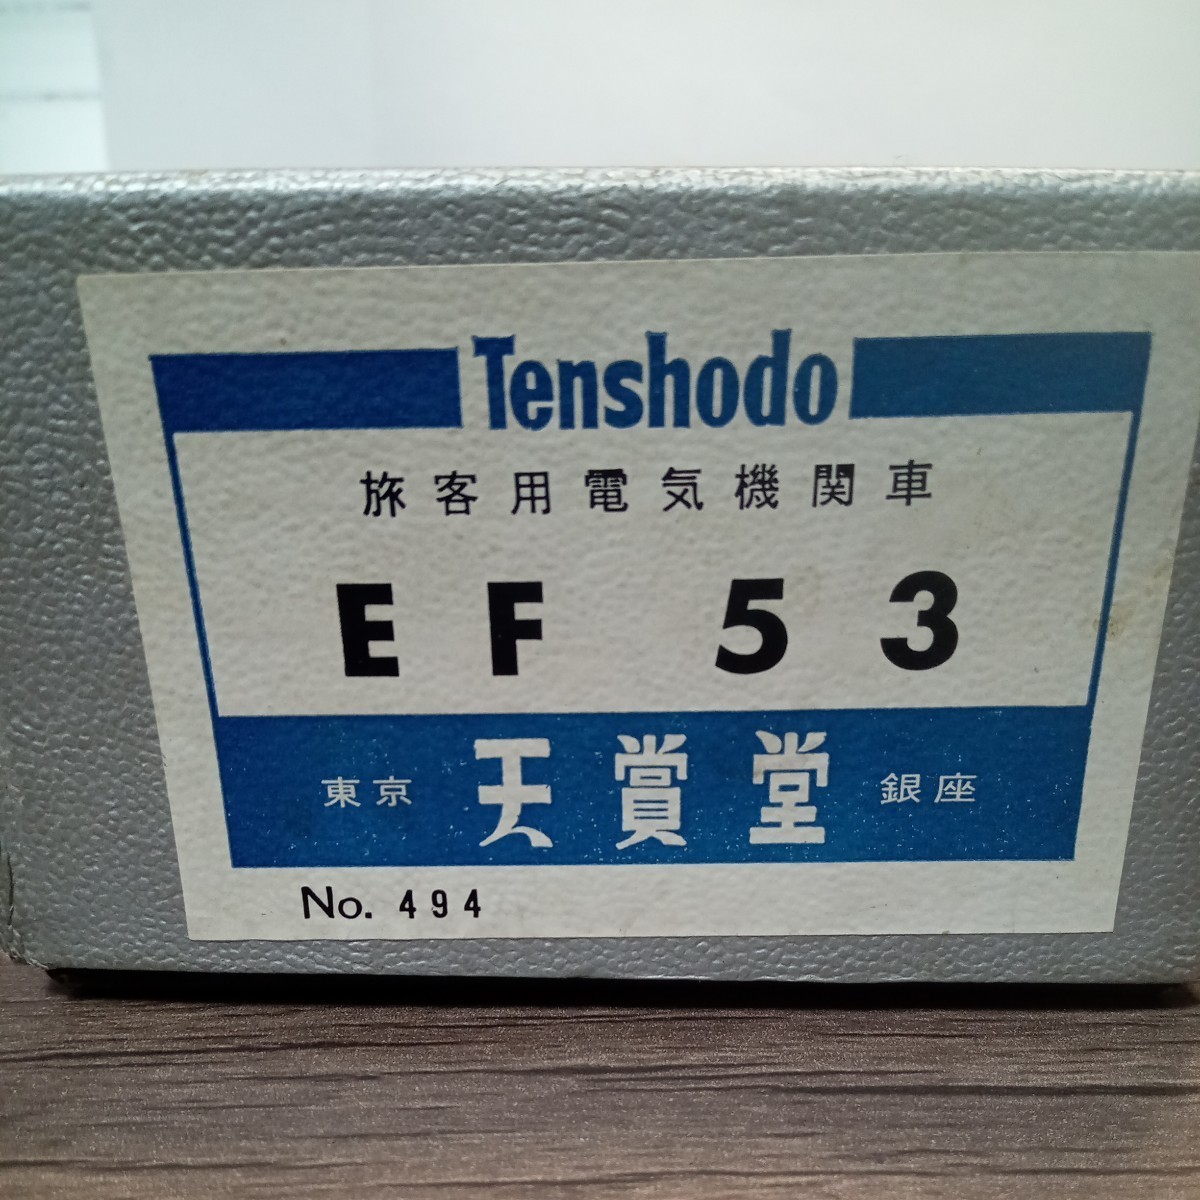 Tenshodo
旅客用電気機関車
EF 53
東京 天賞堂 銀座
No. 494